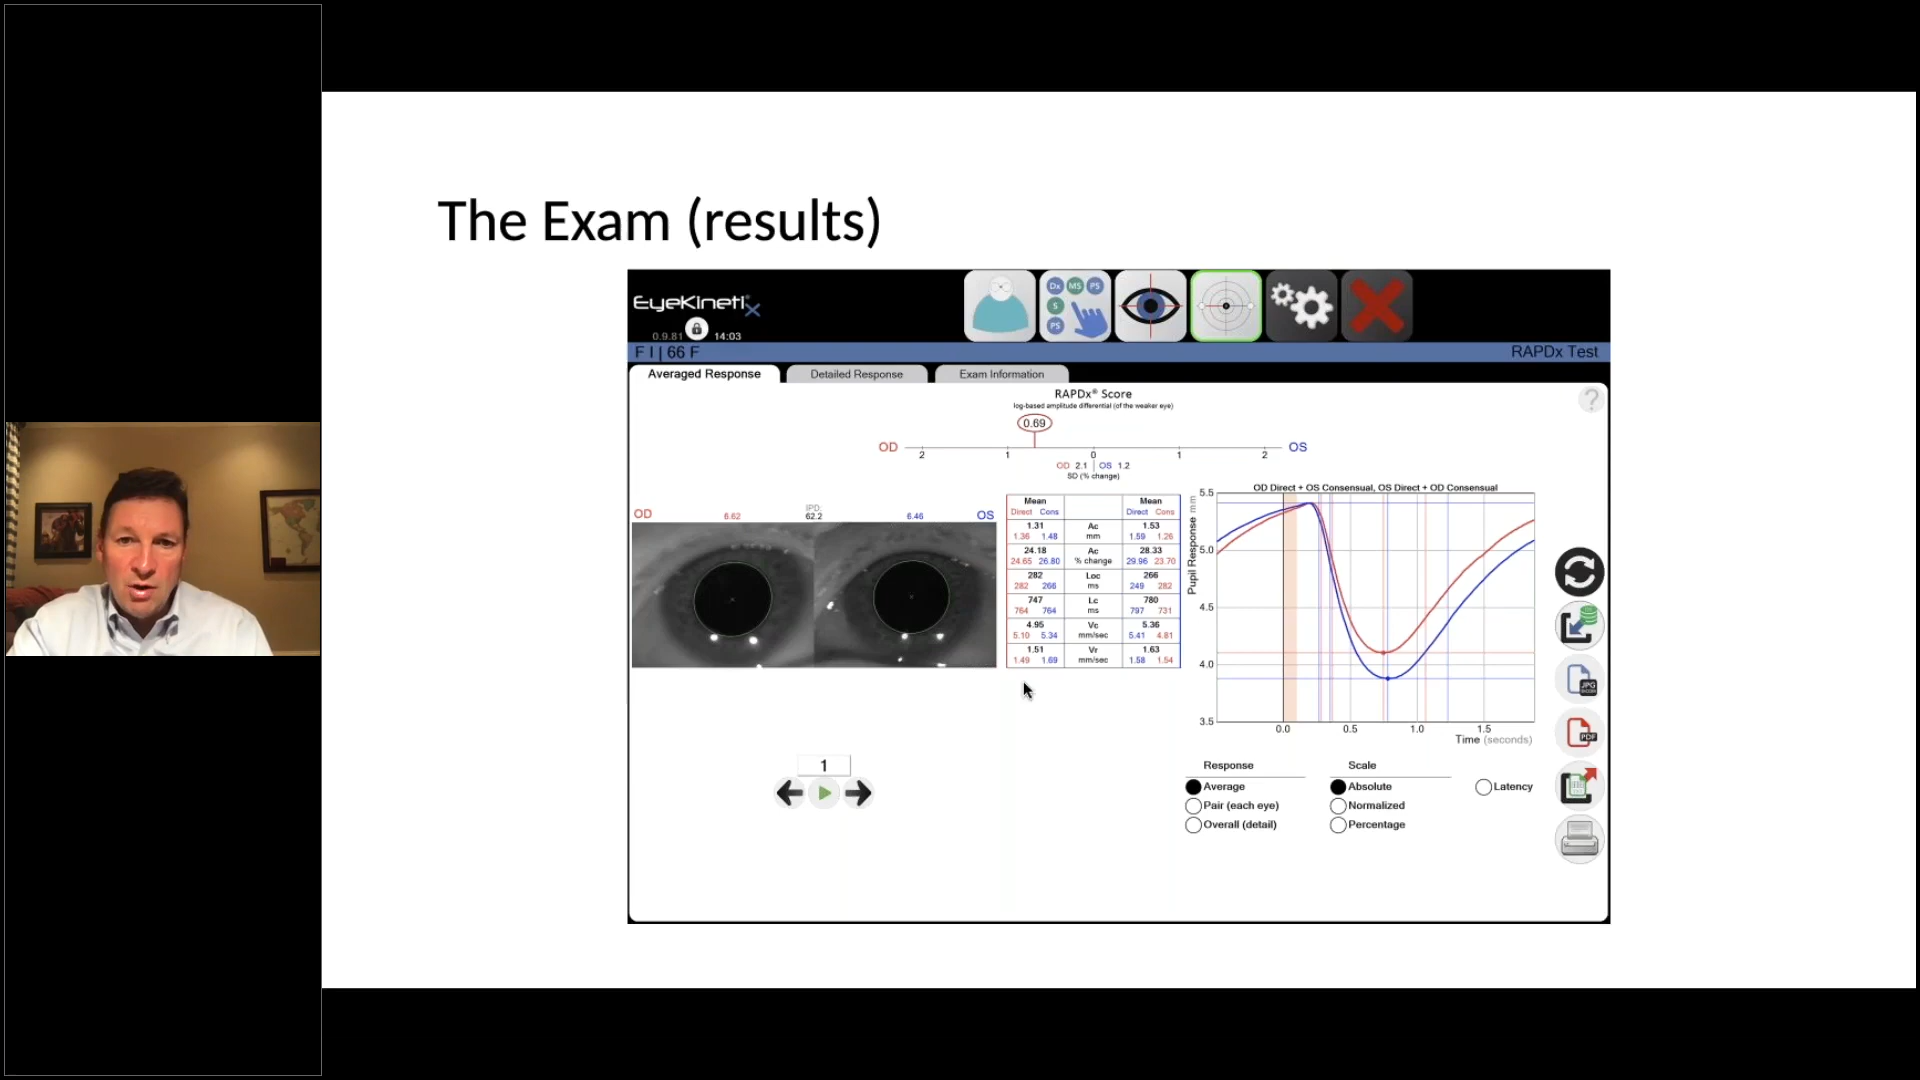 The Exam (results)
EyeKinetix
0.9.81 14:03
Dx MS PS
S
PS
F I | 66 F RAPDx Test
Averaged Response Detailed Response Exam Information
RAPDx® Score
log-based amplitude differential (of the weaker eye)
?
0.69
OD OS
2 1 0 1 2
OD 2.1 | OS 1.2
SD (% change)
OD 6.62 IPD: 62.2 6.46 OS
Mean Mean
Direct Cons Direct Cons
1.31 Ac 1.53
1.36 1.48 mm 1.59 1.26
24.18 Ac 28.33
24.65 26.80 % change 29.96 23.70
282 Loc 266
282 266 ms 249 282
747 Lc 780
764 764 ms 797 731
4.95 Vc 5.36
5.10 5.34 mm/sec 5.41 4.81
1.51 Vr 1.63
1.49 1.69 mm/sec 1.58 1.54
OD Direct + OS Consensual, OS Direct + OD Consensual
Pupil Response mm
5.5
5.0
4.5
4.0
3.5
0.0 0.5 1.0 1.5
Time (seconds)
JPG
PDF
1
Response Scale
Average Absolute Latency
Pair (each eye) Normalized
Overall (detail) Percentage